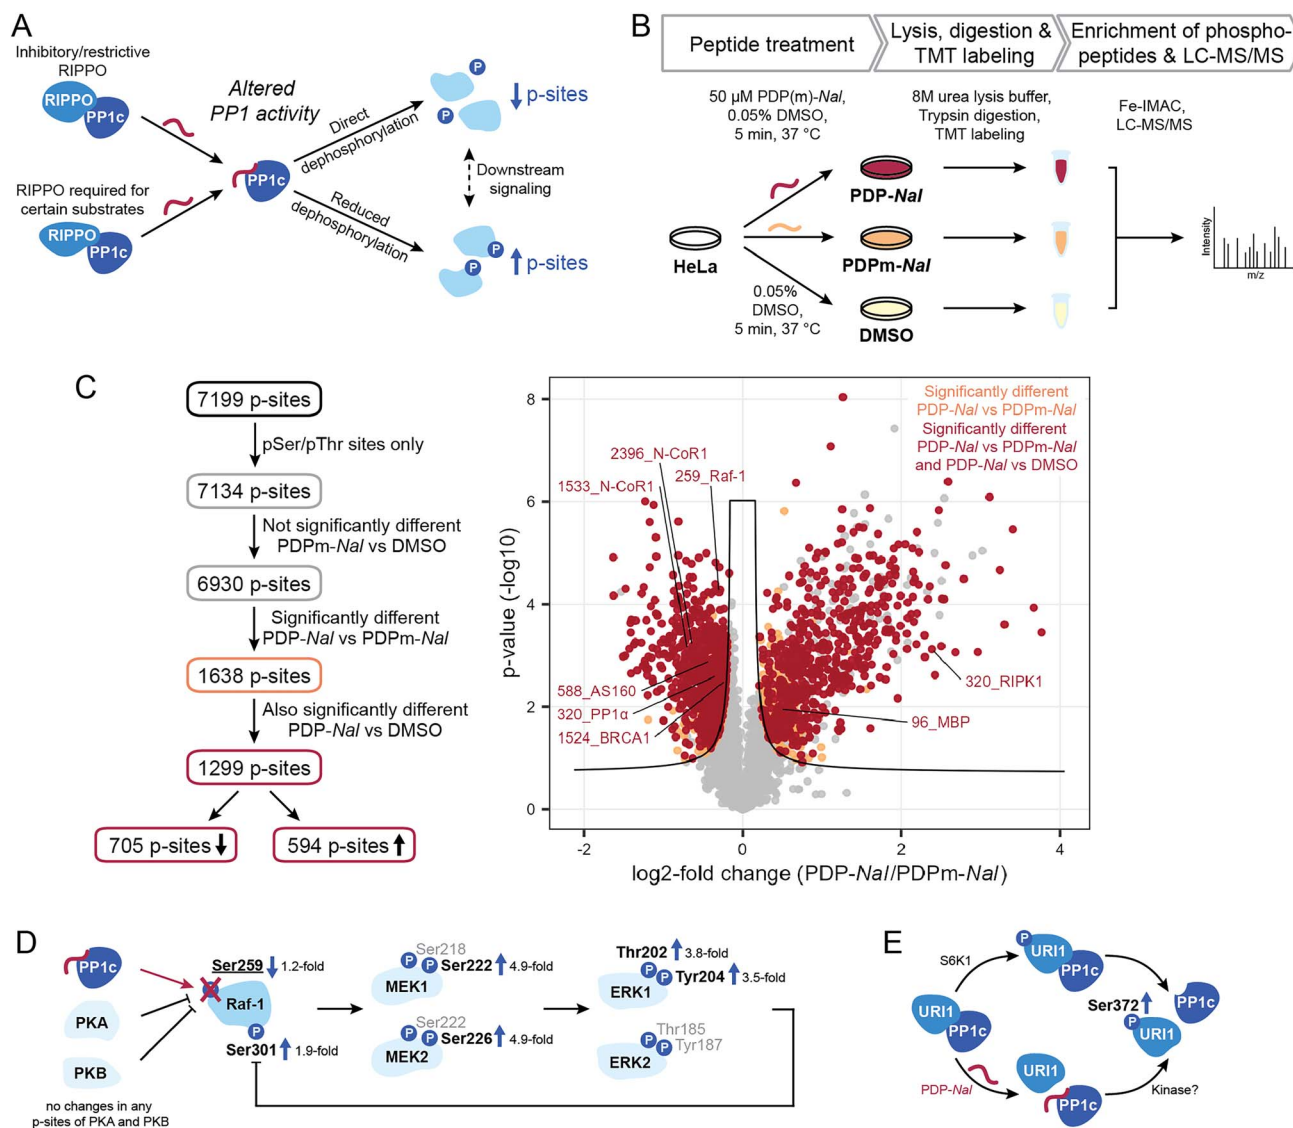 A
Inhibitory/restrictive
RIPPO
RIPPO
PP1c
Altered
PP1 activity
RIPPO required for
certain substrates
RIPPO
PP1c
PP1c
Direct
dephosphorylation
Reduced
dephosphorylation
P
P
p-sites
Downstream
signaling
P
P
p-sites
B
Peptide treatment
Lysis, digestion &
TMT labeling
Enrichment of phospho-
peptides & LC-MS/MS
50 µM PDP(m)-Nal,
0.05% DMSO,
5 min, 37 °C
8M urea lysis buffer,
Trypsin digestion,
TMT labeling
Fe-IMAC,
LC-MS/MS
HeLa
PDP-Nal
PDPm-Nal
0.05%
DMSO,
5 min, 37 °C
DMSO
Intensity
m/z
C
7199 p-sites
pSer/pThr sites only
7134 p-sites
Not significantly different
PDPm-Nal vs DMSO
6930 p-sites
Significantly different
PDP-Nal vs PDPm-Nal
1638 p-sites
Also significantly different
PDP-Nal vs DMSO
1299 p-sites
705 p-sites
594 p-sites
Significantly different
PDP-Nal vs PDPm-Nal
Significantly different
PDP-Nal vs PDPm-Nal
and PDP-Nal vs DMSO
2396_N-CoR1
1533_N-CoR1
259_Raf-1
588_AS160
320_PP1α
1524_BRCA1
320_RIPK1
96_MBP
p-value (-log10)
8
6
4
2
0
-2
0
2
4
log2-fold change (PDP-Nal/PDPm-Nal)
D
PP1c
PKA
PKB
no changes in any
p-sites of PKA and PKB
Ser259
1.2-fold
P
Raf-1
P
Ser301
1.9-fold
Ser218
P
P
Ser222
4.9-fold
MEK1
Ser222
P
P
Ser226
4.9-fold
MEK2
Thr202
3.8-fold
P
P
Tyr204
3.5-fold
ERK1
Thr185
P
P
Tyr187
ERK2
E
S6K1
P
URI1
PP1c
URI1
PP1c
PP1c
Ser372
P
URI1
PDP-Nal
URI1
PP1c
Kinase?